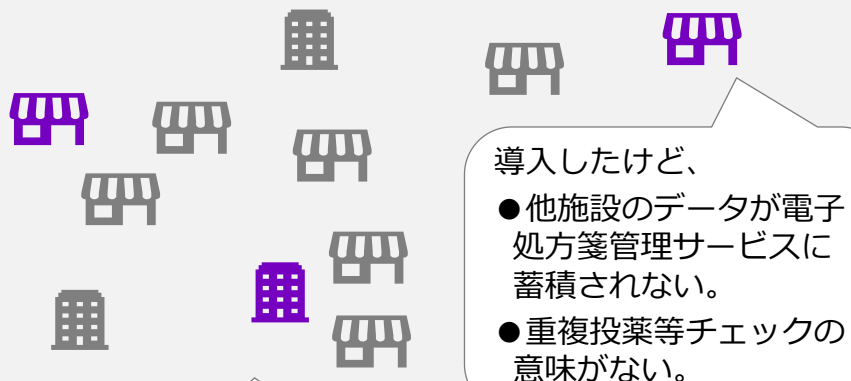 導入したけど、
●他施設のデータが電子
処方箋管理サービスに
蓄積されない。
●重複投薬等チェックの
意味がない。